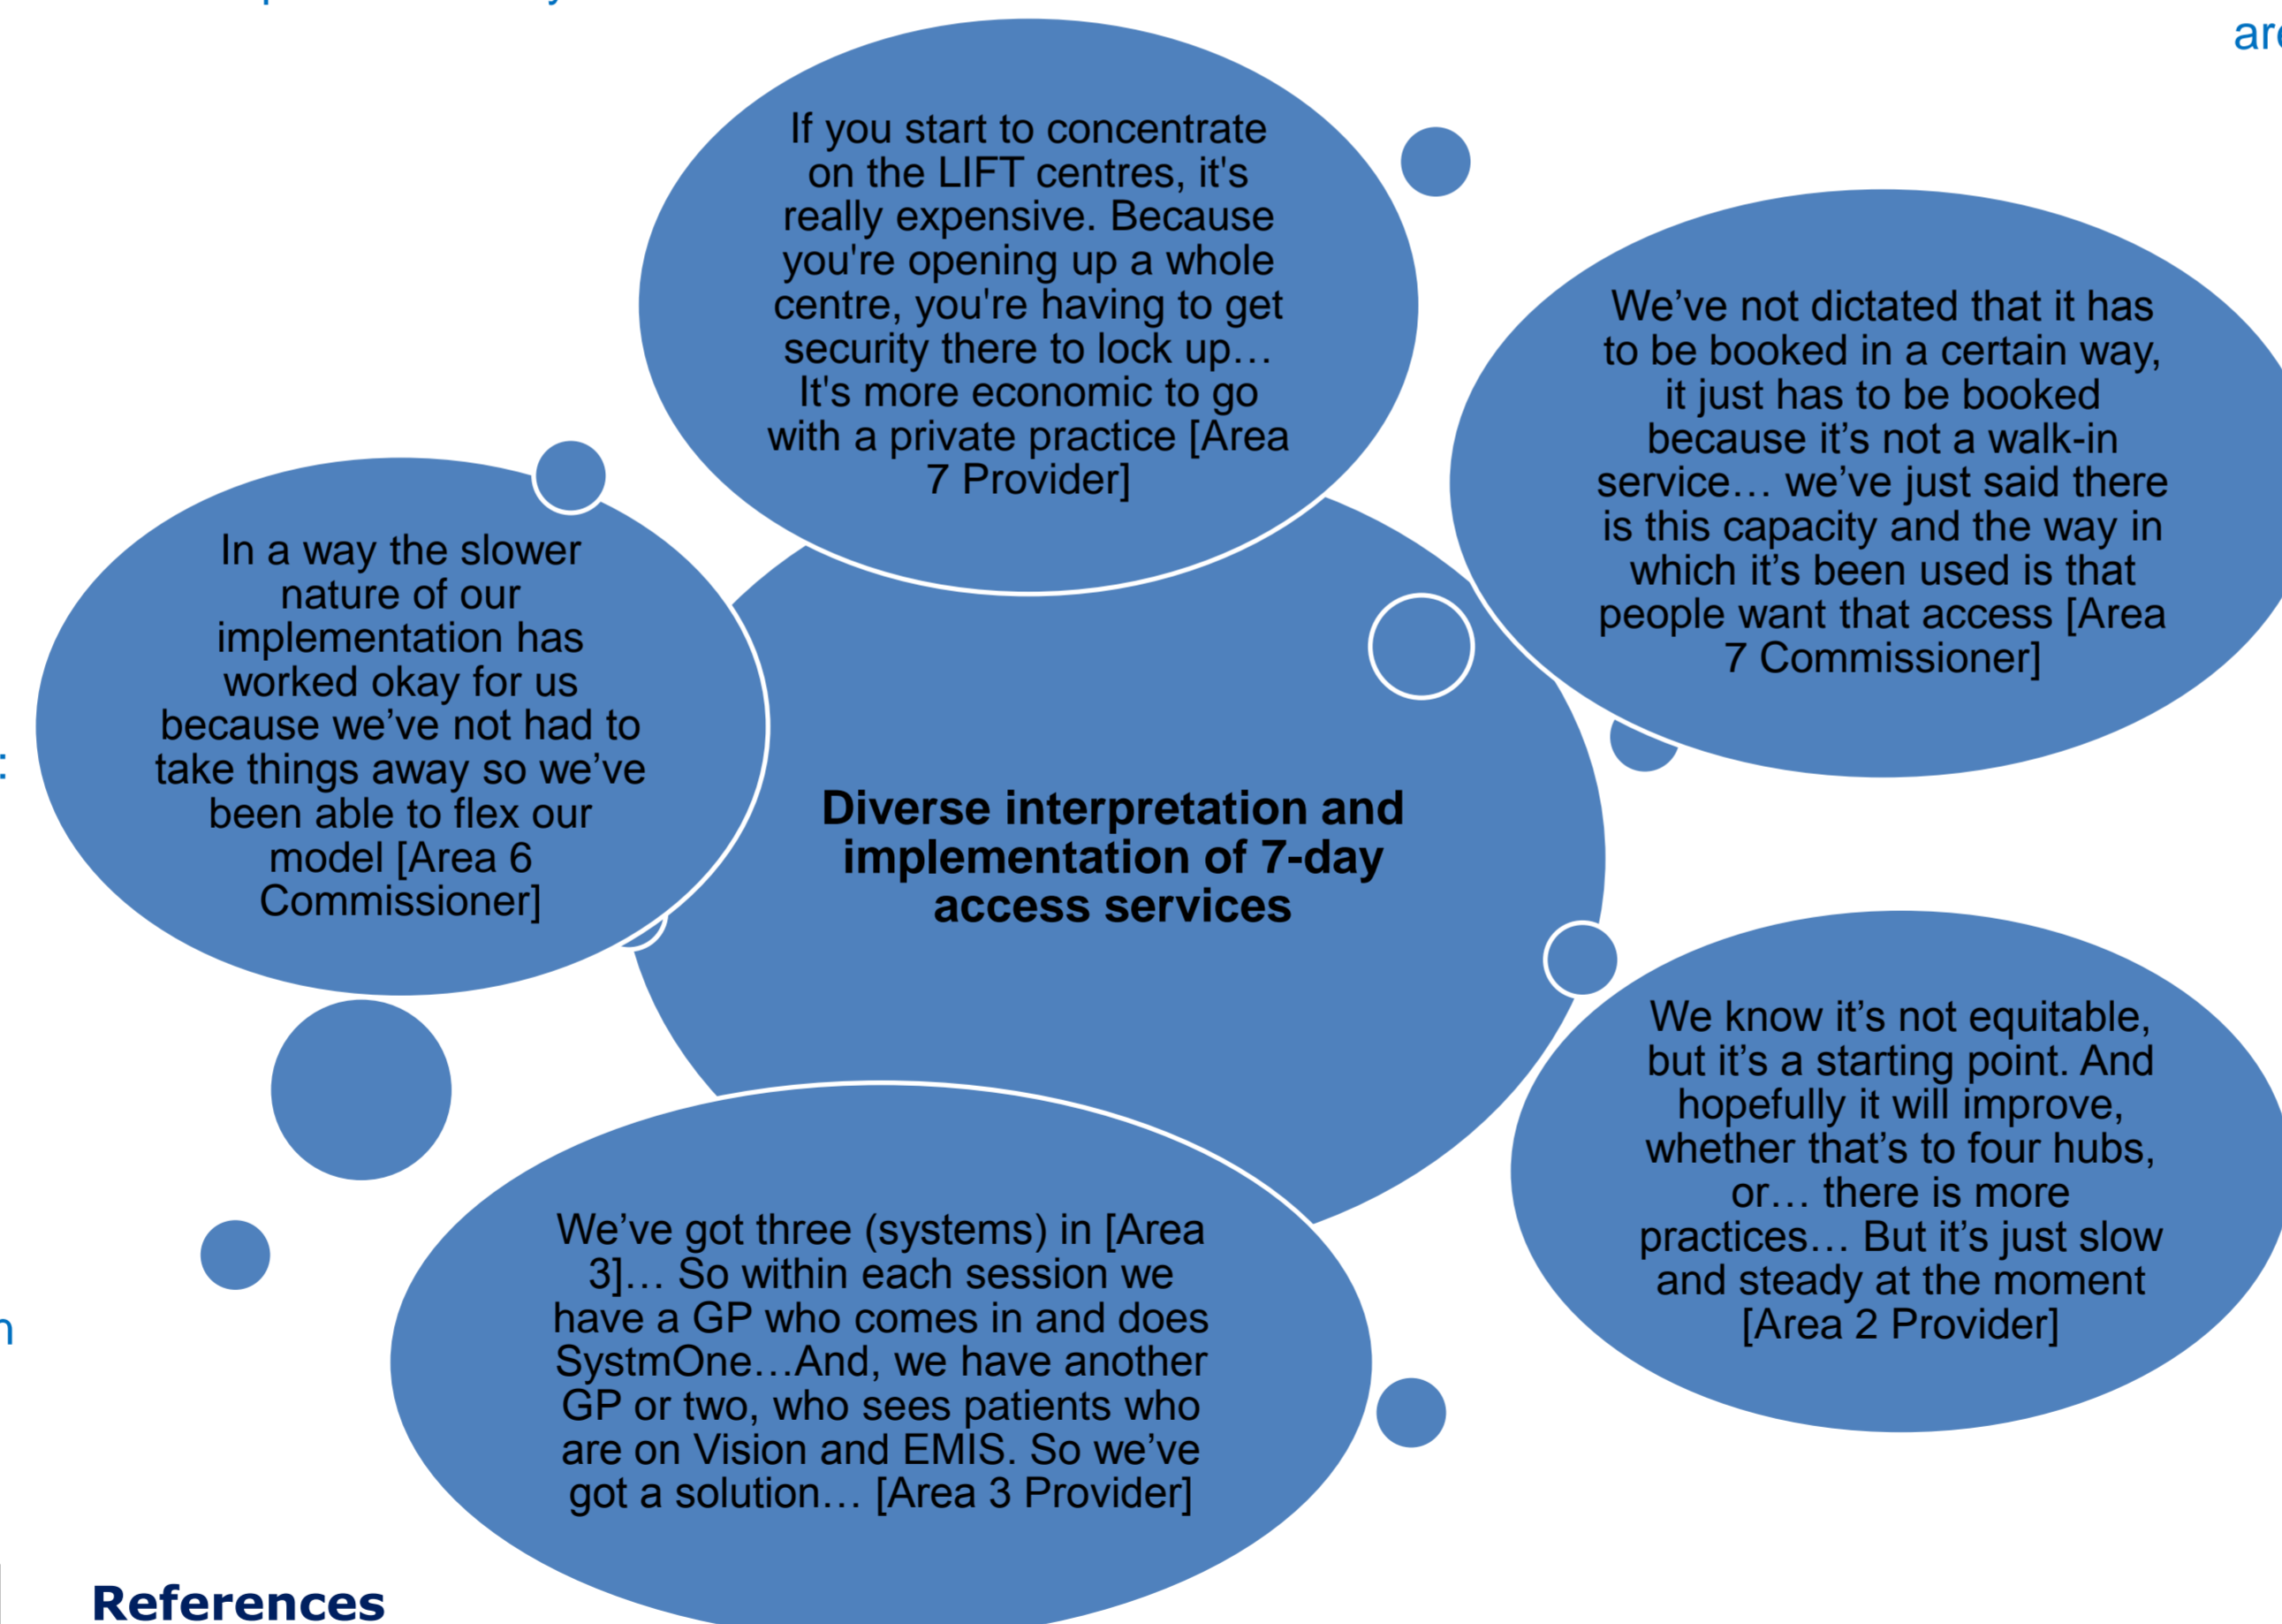 If you start to concentrate
on the LIFT centres, it's
really expensive. Because
you're opening up a whole
centre, you're having to get
security there to lock up…
It's more economic to go
with a private practice [Area
7 Provider]
We’ve not dictated that it has
to be booked in a certain way,
it just has to be booked
because it’s not a walk-in
service… we’ve just said there
is this capacity and the way in
which it’s been used is that
people want that access [Area
7 Commissioner]
In a way the slower
nature of our
implementation has
worked okay for us
because we’ve not had to
take things away so we’ve
been able to flex our
model [Area 6
Commissioner]
Diverse interpretation and
implementation of 7-day
access services
We know it’s not equitable,
but it’s a starting point. And
hopefully it will improve,
whether that’s to four hubs,
or… there is more
practices… But it’s just slow
and steady at the moment
[Area 2 Provider]
We’ve got three (systems) in [Area
3]… So within each session we
have a GP who comes in and does
SystmOne…And, we have another
GP or two, who sees patients who
are on Vision and EMIS. So we’ve
got a solution… [Area 3 Provider]
References